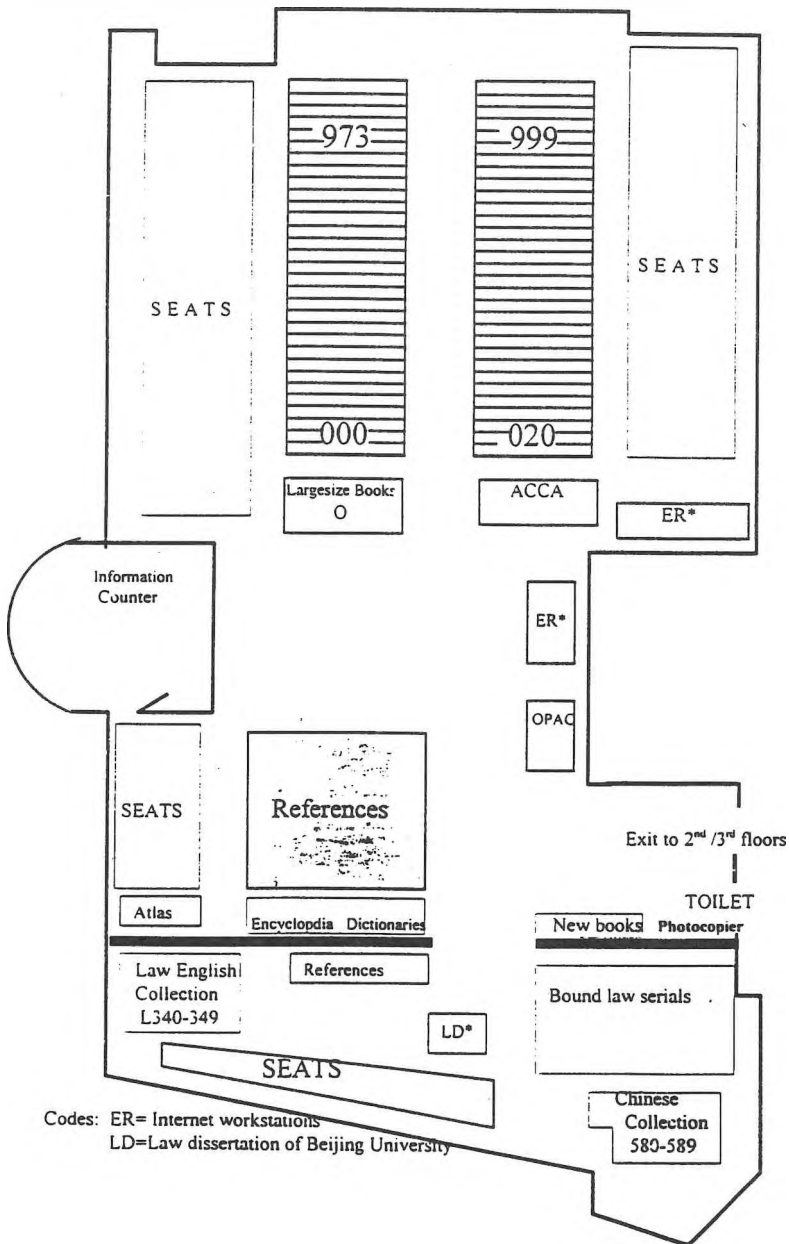 973
999
SEATS
SEATS
000
020
Largesize Books
O
ACCA
ER*
Information
Counter
ER*
OPAC
SEATS
References
Exit to 2nd /3rd floors
TOILET
Atlas
Encyclopdia Dictionaries
New books Photocopier
Law English
Collection
L340-349
References
Bound law serials
LD*
SEATS
Chinese
Collection
580-589
Codes: ER= Internet workstations
LD=Law dissertation of Beijing University